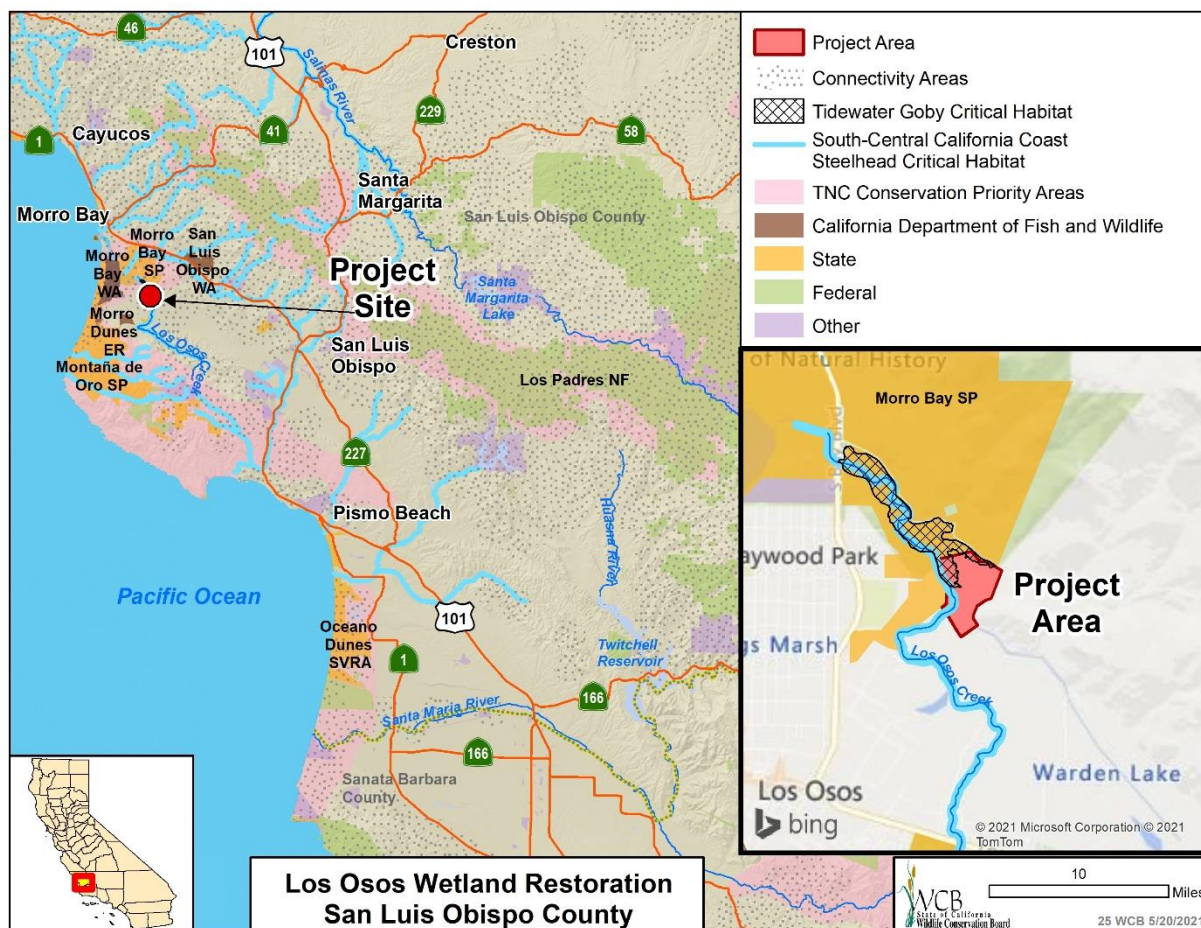 46
101
Creston
Salinas River
229
Cayucos
41
1
58
Santa
Margarita
San Luis Obispo County
Morro Bay
Morro
Bay
SP
San
Luis
Obispo
WA
Morro
Bay
WA
Project
Site
Santa
Margarita
Lake
Morro
Dunes
ER
Los Osos
Creek
San Luis
Obispo
Montaña de
Oro SP
Los Padres NF
227
Pismo Beach
Huasna River
Pacific Ocean
101
Oceano
Dunes
SVRA
1
Twitchell
Reservoir
166
Santa Maria River
166
Sanata Barbara
County
Los Osos Wetland Restoration
San Luis Obispo County
Project Area
Connectivity Areas
Tidewater Goby Critical Habitat
South-Central California Coast
Steelhead Critical Habitat
TNC Conservation Priority Areas
California Department of Fish and Wildlife
State
Federal
Other
of Natural History
Morro Bay SP
aywood Park
Project
Area
gs Marsh
Los Osos Creek
Warden Lake
Los Osos
bing
© 2021 Microsoft Corporation © 2021
TomTom
WCB
State of California
Wildlife Conservation Board
10
Miles
25 WCB 5/20/2021